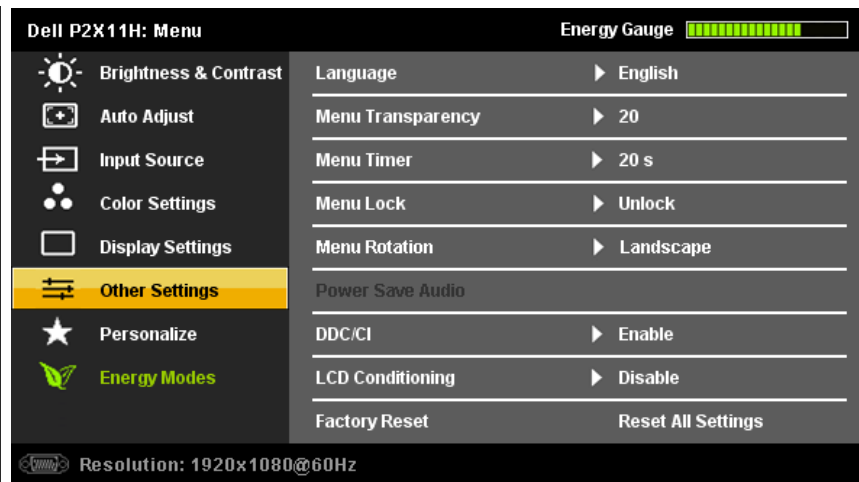 Dell P2X11H: Menu Energy Gauge
Brightness & Contrast Language English
Auto Adjust Menu Transparency 20
Input Source Menu Timer 20 s
Color Settings Menu Lock Unlock
Display Settings Menu Rotation Landscape
Other Settings Power Save Audio
Personalize DDC/CI Enable
Energy Modes LCD Conditioning Disable
Factory Reset Reset All Settings
Resolution: 1920x1080@60Hz